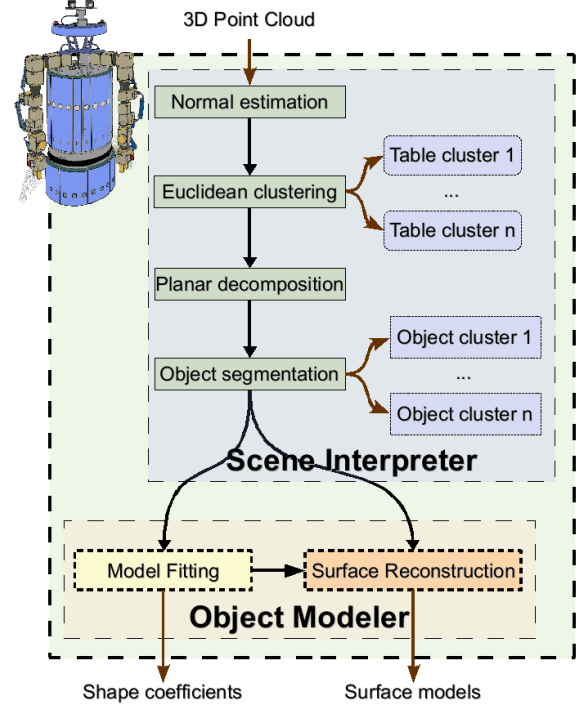 3D Point Cloud
Normal estimation
Euclidean clustering
Table cluster 1
...
Table cluster n
Planar decomposition
Object segmentation
Object cluster 1
...
Object cluster n
Scene Interpreter
Model Fitting
Surface Reconstruction
Object Modeler
Shape coefficients
Surface models